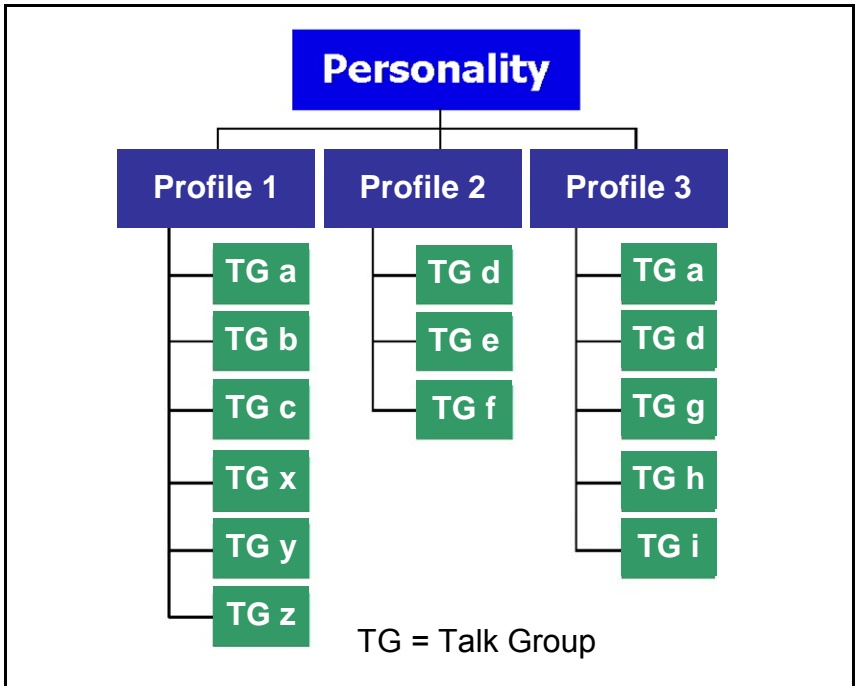 Personality
Profile 1
Profile 2
Profile 3
TG a
TG b
TG c
TG x
TG y
TG z
TG d
TG e
TG f
TG a
TG d
TG g
TG h
TG i
TG = Talk Group